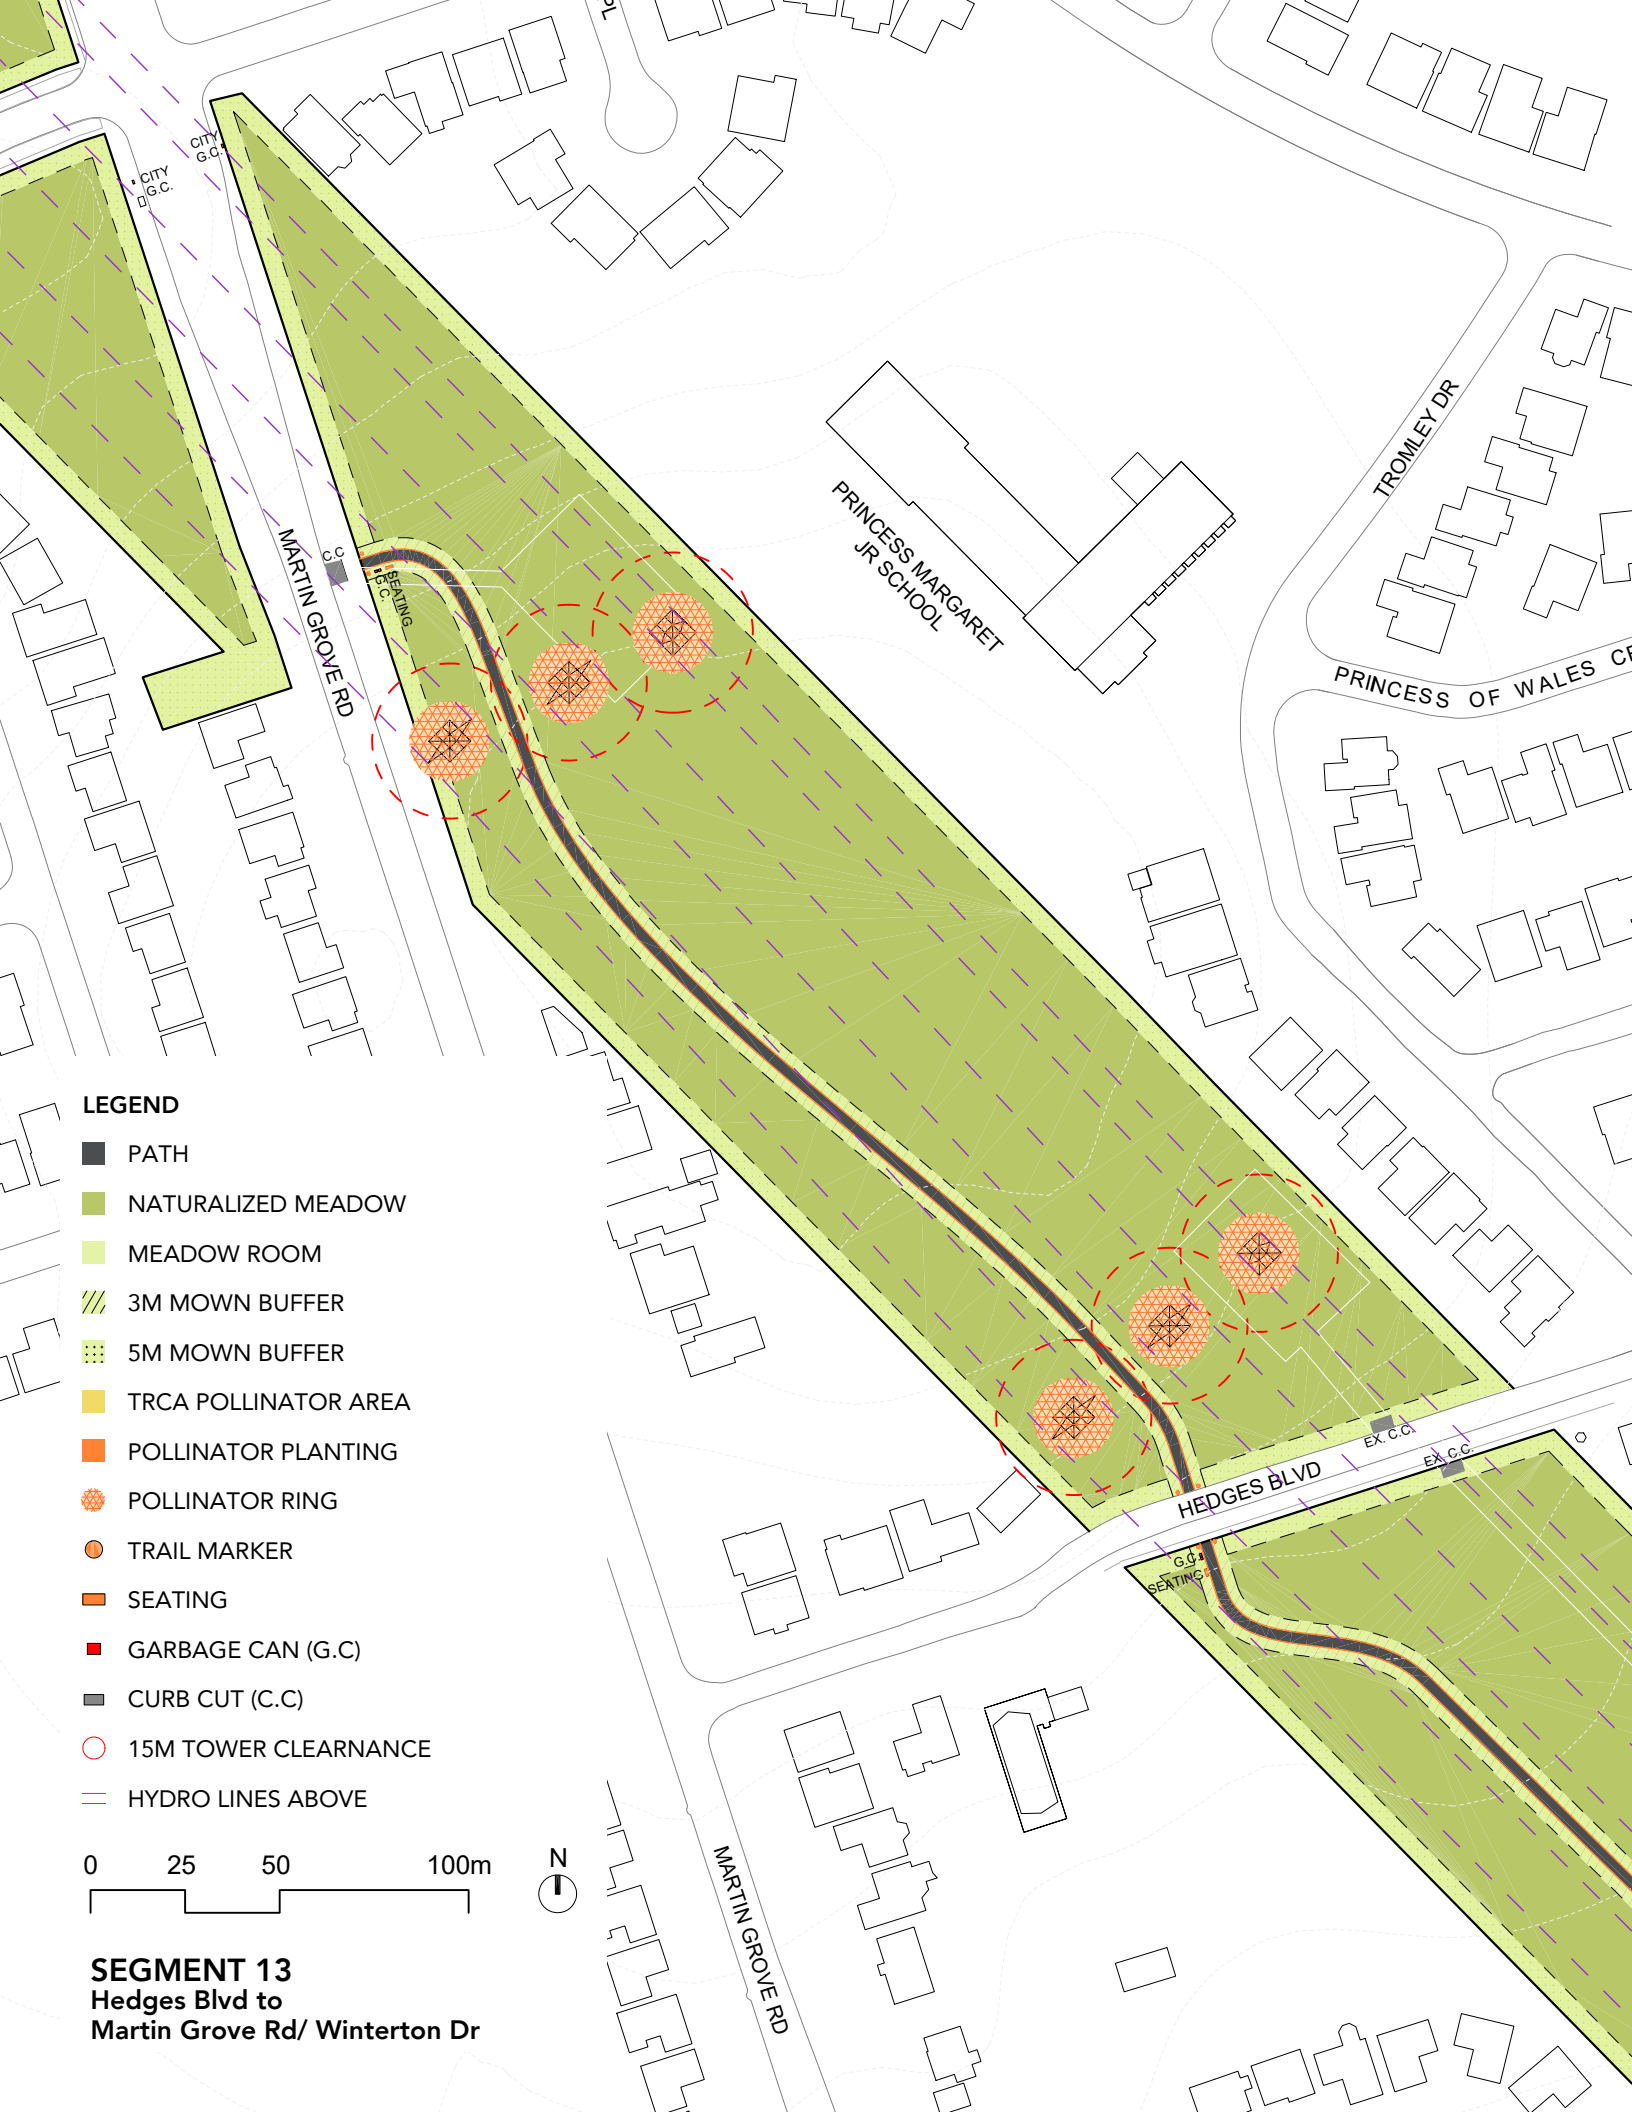 PL
CITY
G.C.
CITY
G.C.
TROMLEY DR
PRINCESS MARGARET
JR SCHOOL
C.C
G.C.
SEATING
MARTIN GROVE RD
PRINCESS OF WALES
EX. C.C.
EX. C.C.
HEDGES BLVD
G.C.
SEATING
MARTIN GROVE RD
LEGEND
PATH
NATURALIZED MEADOW
MEADOW ROOM
3M MOWN BUFFER
5M MOWN BUFFER
TRCA POLLINATOR AREA
POLLINATOR PLANTING
POLLINATOR RING
TRAIL MARKER
SEATING
GARBAGE CAN (G.C)
CURB CUT (C.C)
15M TOWER CLEARNANCE
HYDRO LINES ABOVE
0 25 50 100m
N
SEGMENT 13
Hedges Blvd to
Martin Grove Rd/ Winterton Dr